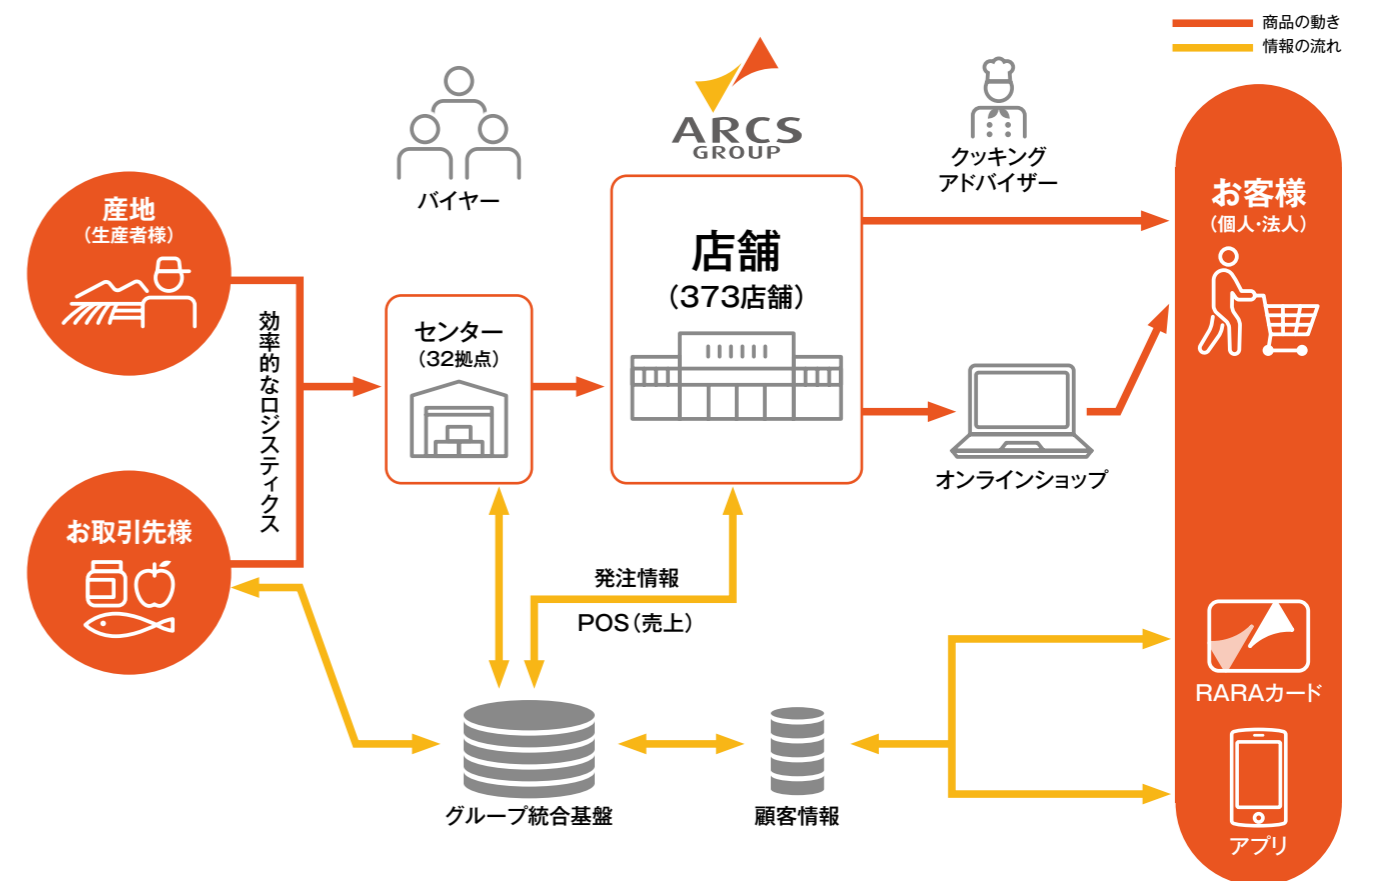 商品の動き
情報の流れ
ARCS
GROUP
バイヤー
クッキング
アドバイザー
産地
(生産者様)
効率的なロジスティクス
センター
(32拠点)
店舗
(373店舗)
オンラインショップ
お客様
(個人・法人)
お取引先様
発注情報
POS(売上)
グループ統合基盤
顧客情報
RARAカード
アプリ